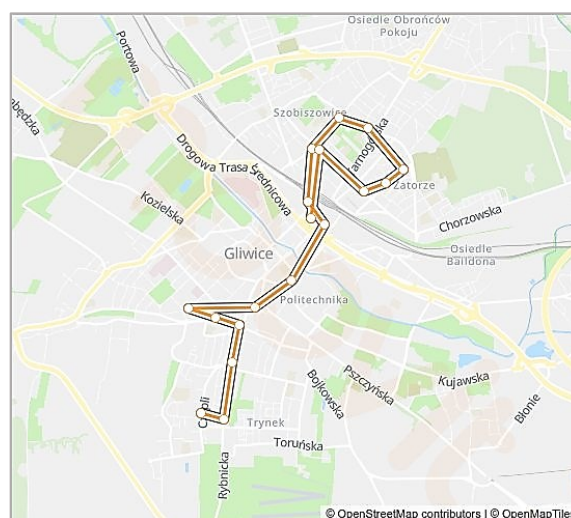 Osiedle Obrońców
Pokoju
Portowa
Szobiszowice
Tarnogórska
Drogowa Trasa Średnicowa
Zatorze
Kozielska
Chorzowska
Gliwice
Osiedle
Baildona
Politechnika
Pszczyńska
Kujawska
Bojkowska
Błonie
Trynek
Toruńska
Rybnicka
© OpenStreetMap contributors | © OpenMapTiles